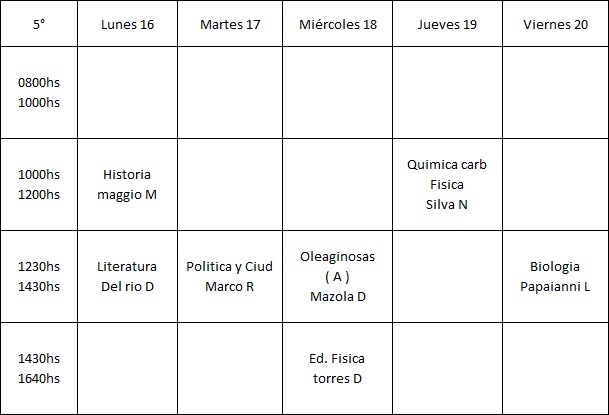 5° Lunes 16 Martes 17 Miércoles 18 Jueves 19 Viernes 20
0800hs
1000hs
1000hs
1200hs
Historia
maggio M
Quimica carb
Fisica
Silva N
1230hs
1430hs
Literatura
Del rio D
Politica y Ciud
Marco R
Oleaginosas
( A )
Mazola D
Biologia
Papaianni L
1430hs
1640hs
Ed. Fisica
torres D